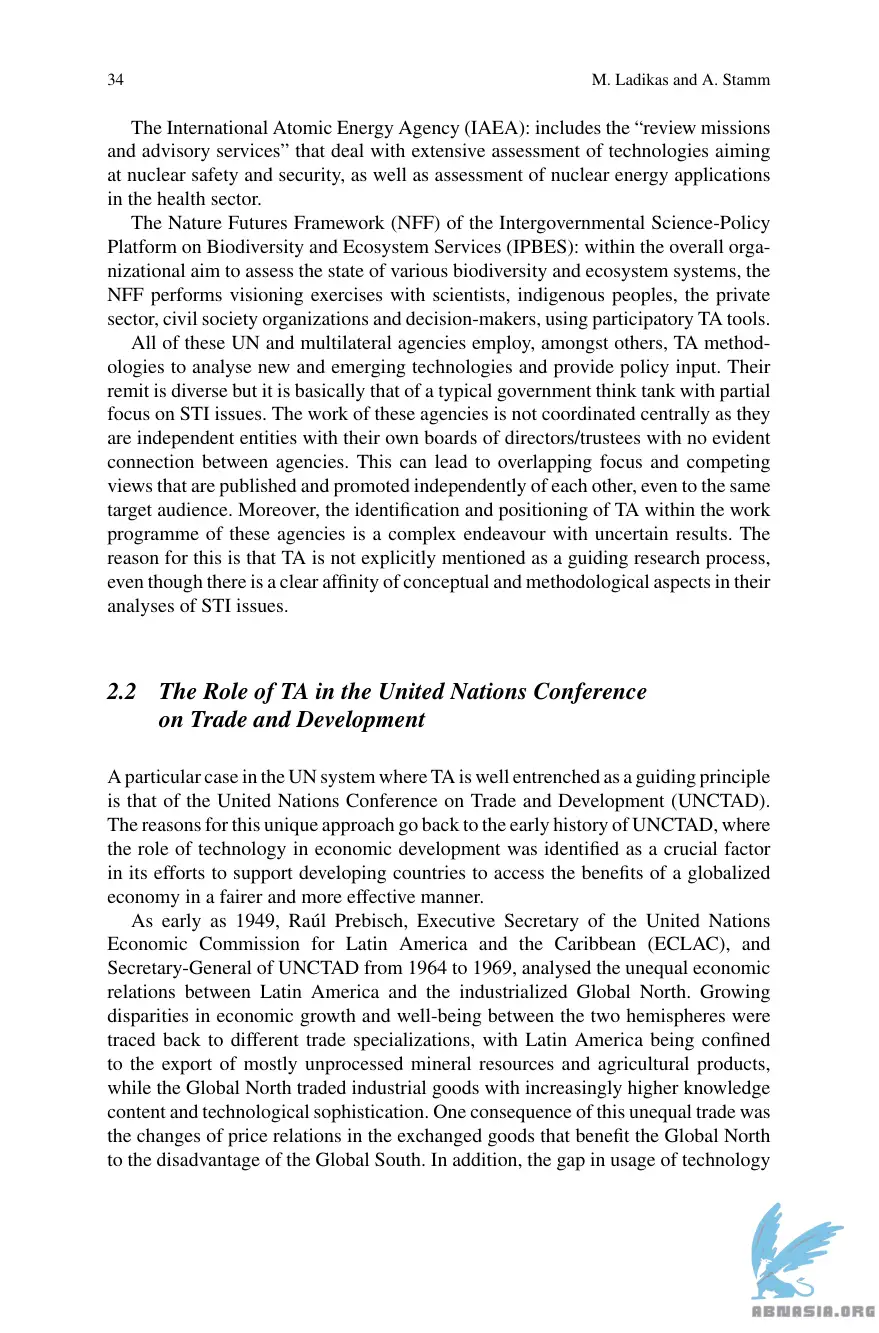 34
M. Ladikas and A. Stamm
The International Atomic Energy Agency (IAEA): includes the “review missions
and advisory services” that deal with extensive assessment of technologies aiming
at nuclear safety and security, as well as assessment of nuclear energy applications
in the health sector.
The Nature Futures Framework (NFF) of the Intergovernmental Science-Policy
Platform on Biodiversity and Ecosystem Services (IPBES): within the overall orga-
nizational aim to assess the state of various biodiversity and ecosystem systems, the
NFF performs visioning exercises with scientists, indigenous peoples, the private
sector, civil society organizations and decision-makers, using participatory TA tools.
All of these UN and multilateral agencies employ, amongst others, TA method-
ologies to analyse new and emerging technologies and provide policy input. Their
remit is diverse but it is basically that of a typical government think tank with partial
focus on STI issues. The work of these agencies is not coordinated centrally as they
are independent entities with their own boards of directors/trustees with no evident
connection between agencies. This can lead to overlapping focus and competing
views that are published and promoted independently of each other, even to the same
target audience. Moreover, the identification and positioning of TA within the work
programme of these agencies is a complex endeavour with uncertain results. The
reason for this is that TA is not explicitly mentioned as a guiding research process,
even though there is a clear affinity of conceptual and methodological aspects in their
analyses of STI issues.
2.2 The Role of TA in the United Nations Conference
on Trade and Development
A particular case in the UN system where TA is well entrenched as a guiding principle
is that of the United Nations Conference on Trade and Development (UNCTAD).
The reasons for this unique approach go back to the early history of UNCTAD, where
the role of technology in economic development was identified as a crucial factor
in its efforts to support developing countries to access the benefits of a globalized
economy in a fairer and more effective manner.
As early as 1949, Raúl Prebisch, Executive Secretary of the United Nations
Economic Commission for Latin America and the Caribbean (ECLAC), and
Secretary-General of UNCTAD from 1964 to 1969, analysed the unequal economic
relations between Latin America and the industrialized Global North. Growing
disparities in economic growth and well-being between the two hemispheres were
traced back to different trade specializations, with Latin America being confined
to the export of mostly unprocessed mineral resources and agricultural products,
while the Global North traded industrial goods with increasingly higher knowledge
content and technological sophistication. One consequence of this unequal trade was
the changes of price relations in the exchanged goods that benefit the Global North
to the disadvantage of the Global South. In addition, the gap in usage of technology
ABNASIA.ORG